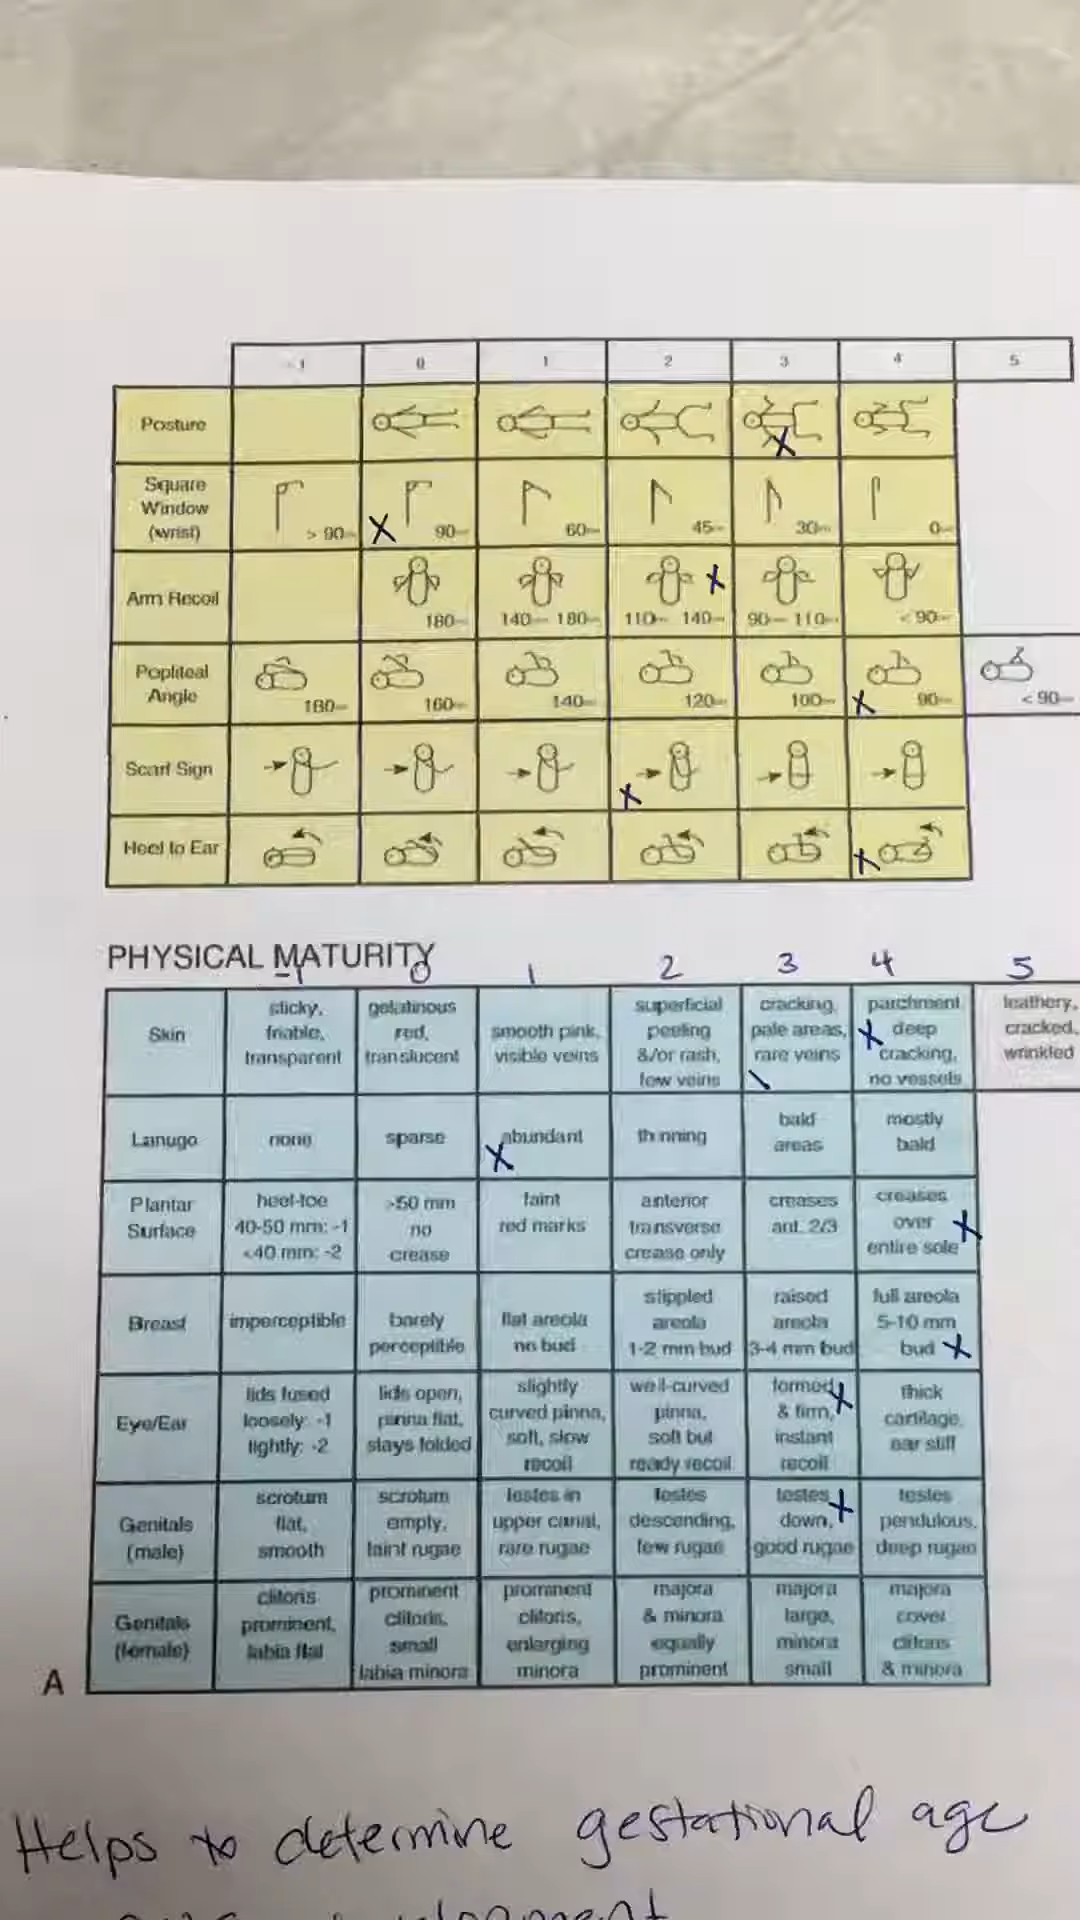 -1 0 1 2 3 4 5
Posture X
Square
Window
(wrist) > 90 X 90 60 45 30 0
Arm Recoil 180 140 180 110 140 X 90 110 < 90
Popliteal
Angle 180 160 140 120 100 X 90 < 90
Scarf Sign X
Heel to Ear X
PHYSICAL MATURITY
-1 0 1 2 3 4 5
Skin
sticky,
friable,
transparent
gelatinous
red,
translucent
smooth pink,
visible veins
superficial
peeling
&/or rash,
few veins
cracking,
pale areas,
rare veins
parchment
X deep
cracking,
no vessels
leathery,
cracked,
wrinkled
Lanugo
none
sparse
abundant
X
thinning
bald
areas
mostly
bald
Plantar
Surface
heel-toe
40-50 mm: -1
<40 mm: -2
>50 mm
no
crease
faint
red marks
anterior
transverse
crease only
creases
ant. 2/3
creases
over X
entire sole
Breast
imperceptible
barely
perceptible
flat areola
no bud
stippled
areola
1-2 mm bud
raised
areola
3-4 mm bud
full areola
5-10 mm
bud X
Eye/Ear
lids fused
loosely: -1
tightly: -2
lids open,
pinna flat,
stays folded
slightly
curved pinna,
soft, slow
recoil
well-curved
pinna,
soft but
ready recoil
formed X
& firm,
instant
recoil
thick
cartilage,
ear stiff
Genitals
(male)
scrotum
flat,
smooth
scrotum
empty,
faint rugae
testes in
upper canal,
rare rugae
testes
descending,
few rugae
testes X
down,
good rugae
testes
pendulous,
deep rugae
Genitals
(female)
clitoris
prominent,
labia flat
prominent
clitoris,
small
labia minora
prominent
clitoris,
enlarging
minora
majora
& minora
equally
prominent
majora
large,
minora
small
majora
cover
clitoris
& minora
A
Helps to determine gestational age